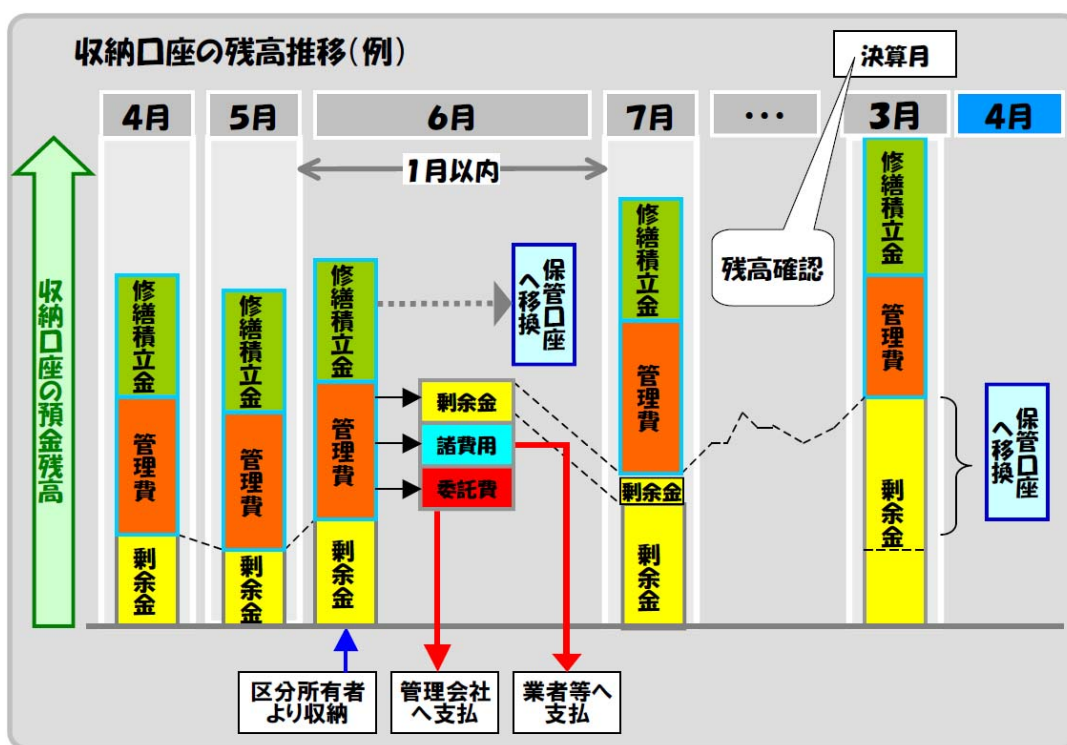 収納口座の残高推移(例)
決算月
4月
5月
6月
7月
・・・
3月
4月
1月以内
収納口座の預金残高
修繕積立金
管理費
剰余金
修繕積立金
管理費
剰余金
修繕積立金
管理費
剰余金
保管口座
へ移換
剰余金
諸費用
委託費
修繕積立金
管理費
剰余金
剰余金
残高確認
修繕積立金
管理費
剰余金
保管口座
へ移換
区分所有者
より収納
管理会社
へ支払
業者等へ
支払